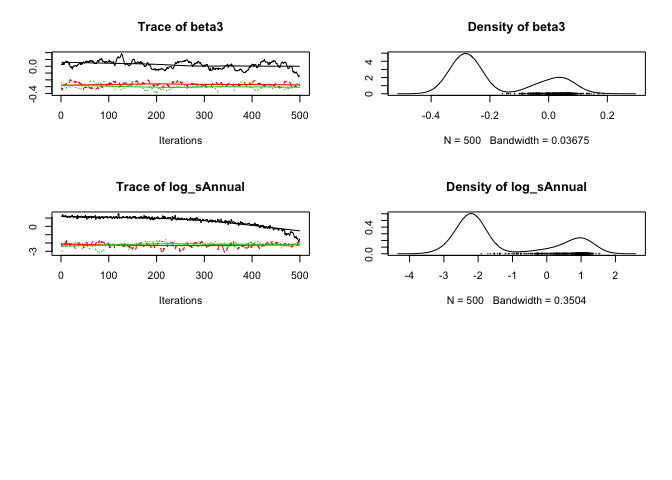 Trace of beta3
0.0
-0.4
0 100 200 300 400 500
Iterations
Density of beta3
4
2
0
-0.4 -0.2 0.0 0.2
N = 500 Bandwidth = 0.03675
Trace of log_sAnnual
0
-3
0 100 200 300 400 500
Iterations
Density of log_sAnnual
0.4
0.0
-4 -3 -2 -1 0 1 2
N = 500 Bandwidth = 0.3504